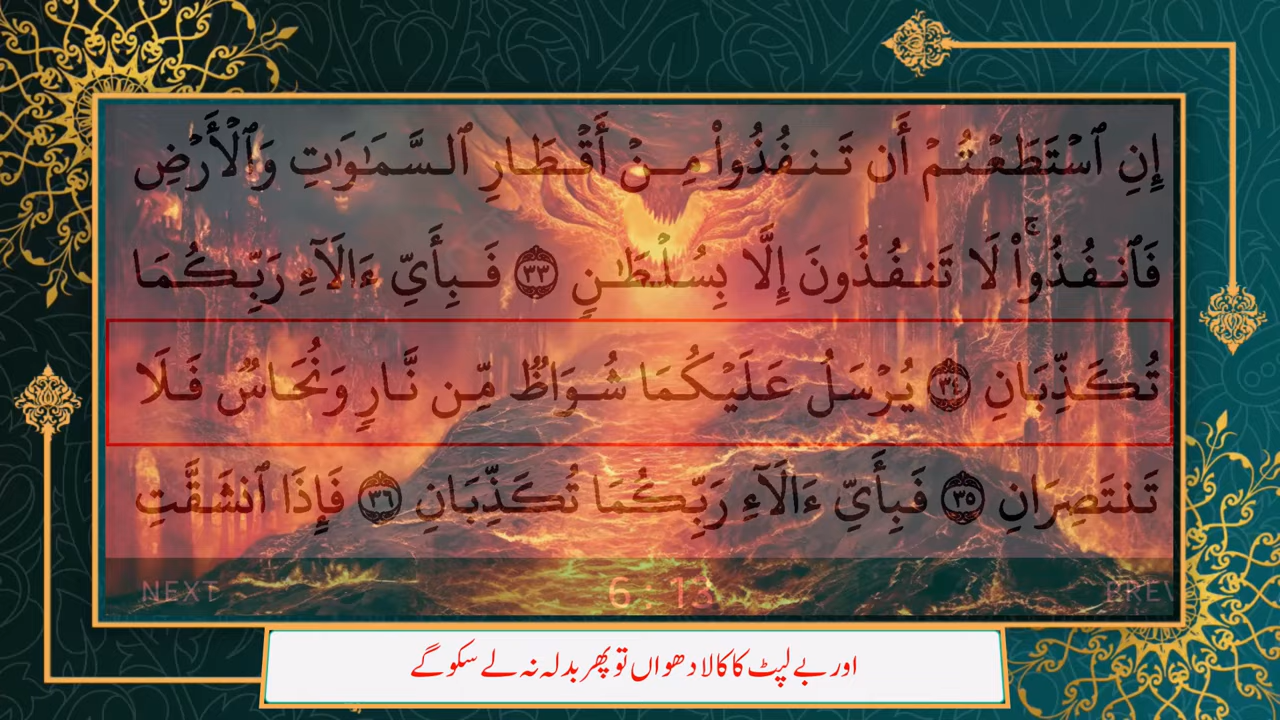 إِنِ ٱسْتَطَعْتُمْ أَن تَنفُذُوا۟ مِنْ أَقْطَارِ ٱلسَّمَـٰوَٰتِ وَٱلْأَرْضِ
فَٱنفُذُوا۟ ۚ لَا تَنفُذُونَ إِلَّا بِسُلْطَـٰنٍ ٣٣ فَبِأَىِّ ءَالَآءِ رَبِّكُمَا
تُكَذِّبَانِ ٣٤ يُرْسَلُ عَلَيْكُمَا شُوَاظٌ مِّن نَّارٍ وَنُحَاسٌ فَلَا
تَنتَصِرَانِ ٣٥ فَبِأَىِّ ءَالَآءِ رَبِّكُمَا تُكَذِّبَانِ ٣٦ فَإِذَا ٱنشَقَّتِ
NEXT 6 : 13 PREV
اور بے لپٹ کا کالا دھواں تو پھر بدلہ نہ لے سکو گے